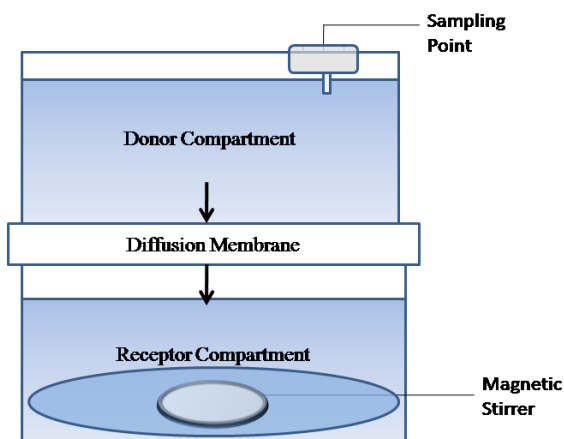 Sampling
Point
Donor Compartment
Diffusion Membrane
Receptor Compartment
Magnetic
Stirrer